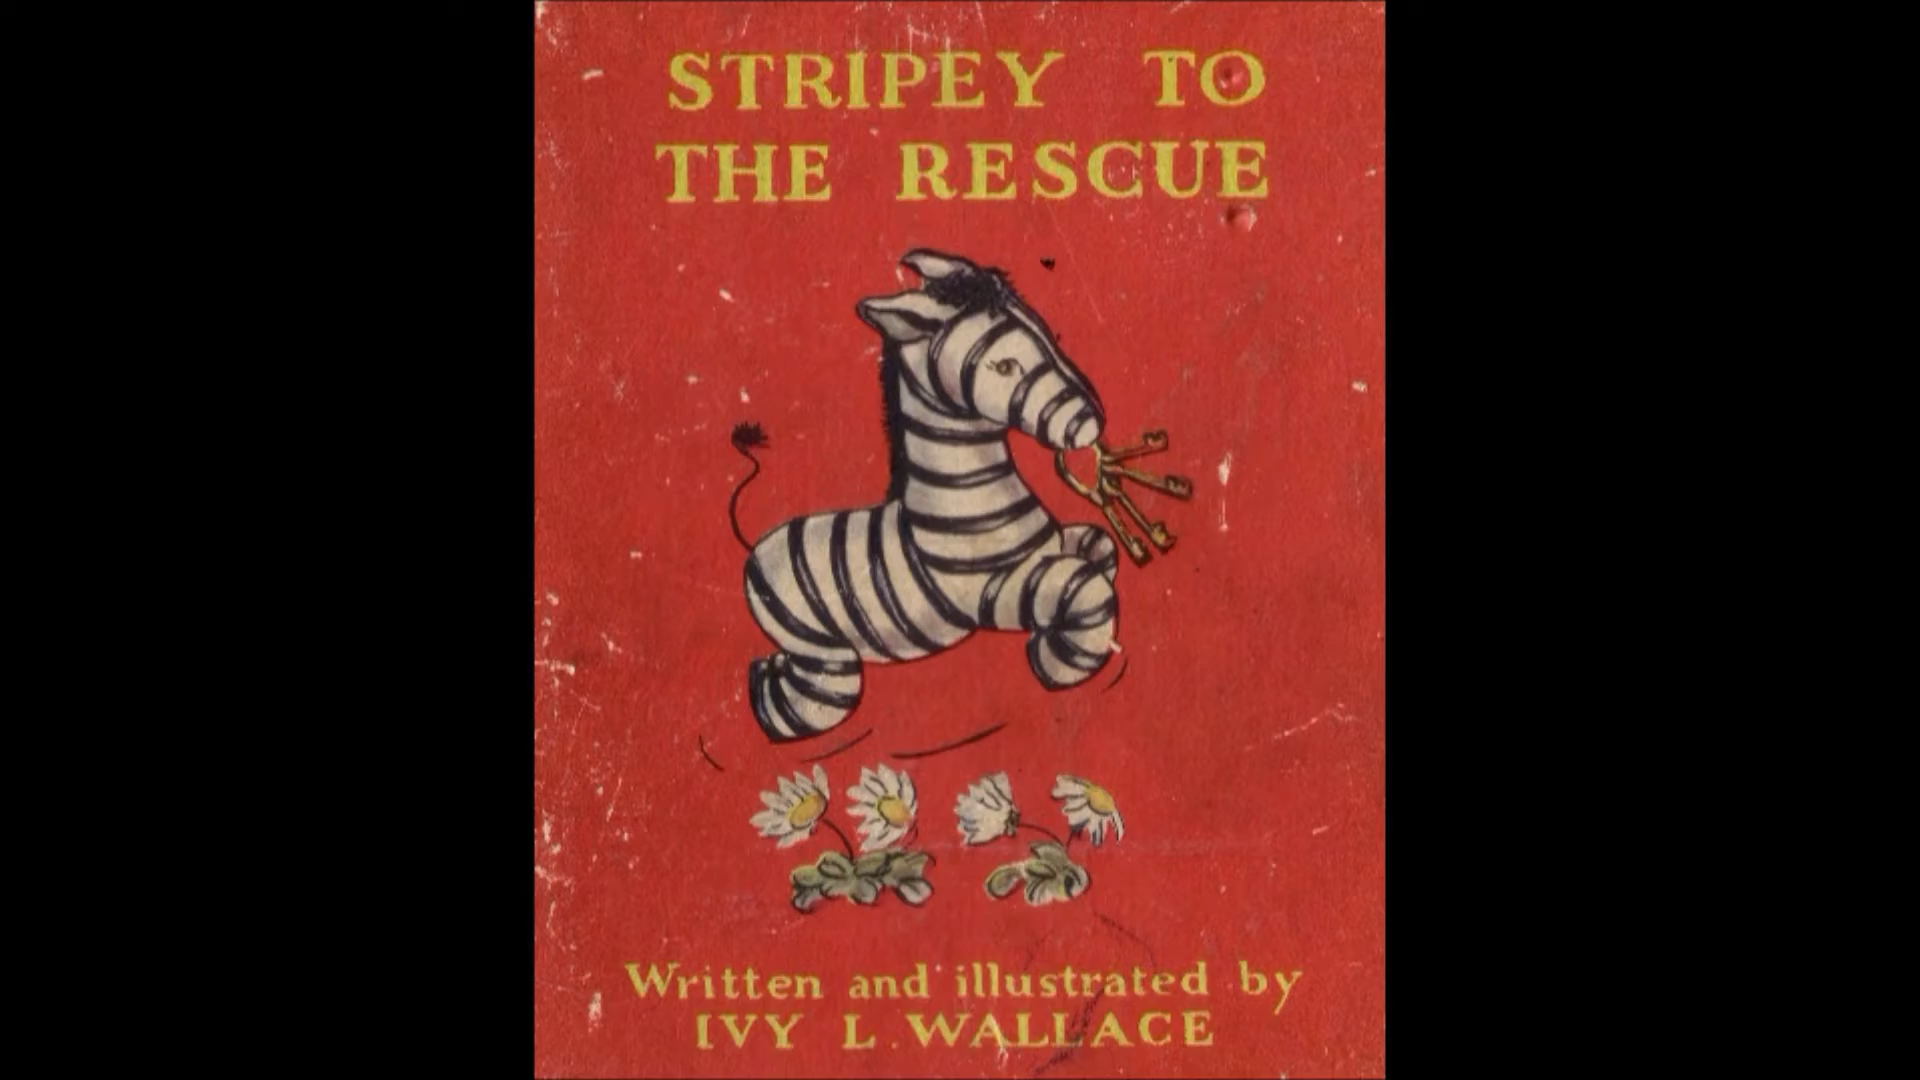 STRIPEY TO
THE RESCUE
Written and illustrated by
IVY L. WALLACE